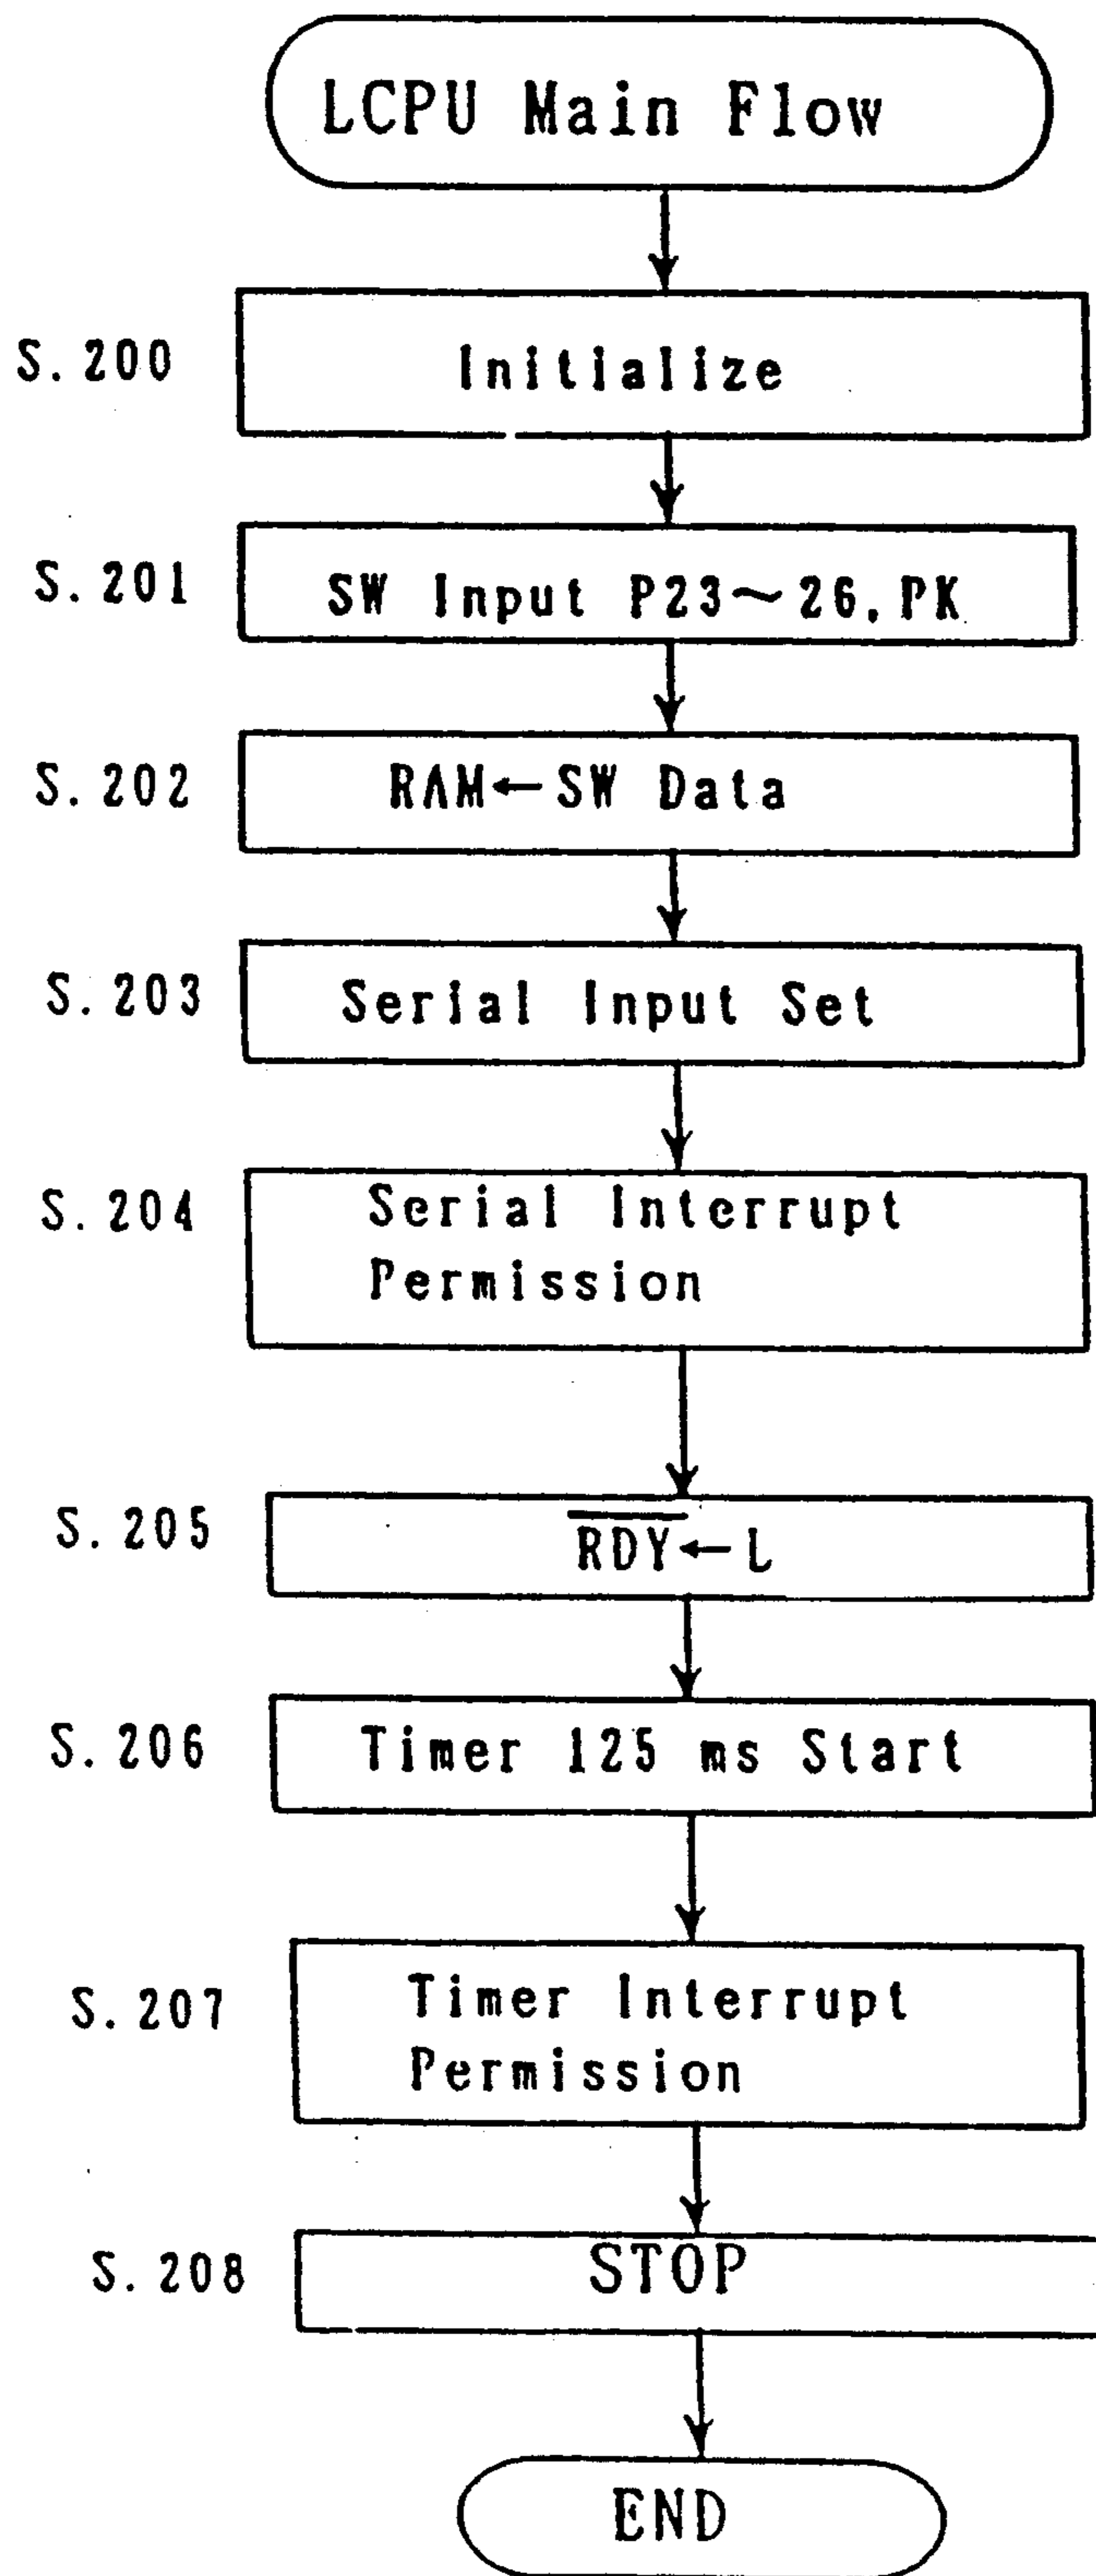 LCPU Main Flow
S.200 Initialize
S.201 SW Input P23~26, PK
S.202 RAM←SW Data
S.203 Serial Input Set
S.204 Serial Interrupt
Permission
S.205 R̅D̅Y̅←L
S.206 Timer 125 ms Start
S.207 Timer Interrupt
Permission
S.208 STOP
END